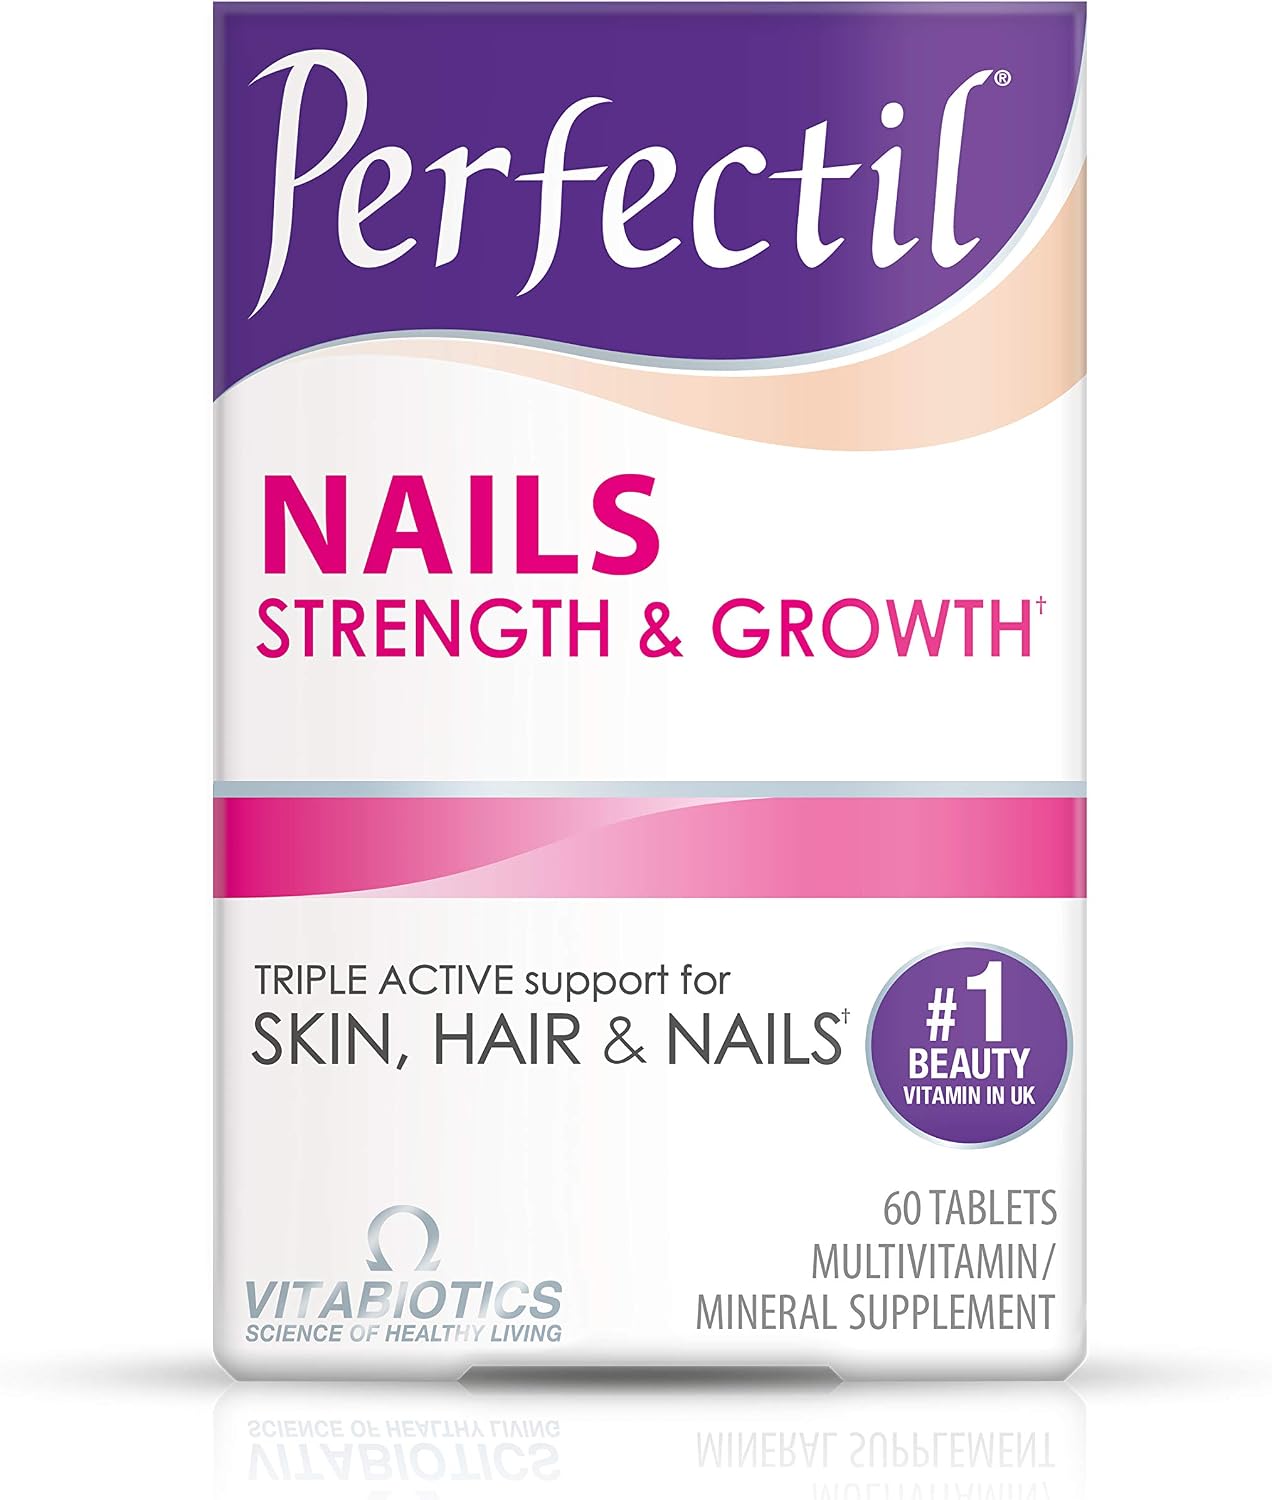 Perfectil®
NAILS
STRENGTH & GROWTH†
TRIPLE ACTIVE support for
SKIN, HAIR & NAILS†
#1
BEAUTY
VITAMIN IN UK
60 TABLETS
MULTIVITAMIN/
MINERAL SUPPLEMENT
VITABIOTICS
SCIENCE OF HEALTHY LIVING